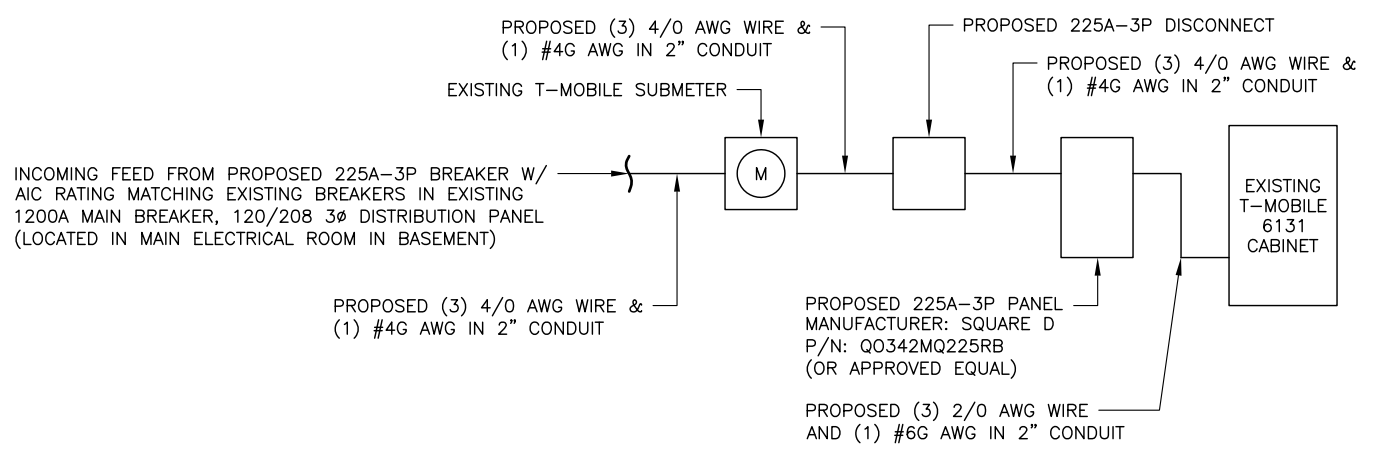 PROPOSED (3) 4/0 AWG WIRE &
(1) #4G AWG IN 2" CONDUIT
PROPOSED 225A-3P DISCONNECT
PROPOSED (3) 4/0 AWG WIRE &
(1) #4G AWG IN 2" CONDUIT
EXISTING T-MOBILE SUBMETER
INCOMING FEED FROM PROPOSED 225A-3P BREAKER W/
AIC RATING MATCHING EXISTING BREAKERS IN EXISTING
1200A MAIN BREAKER, 120/208 3ø DISTRIBUTION PANEL
(LOCATED IN MAIN ELECTRICAL ROOM IN BASEMENT)
M
EXISTING
T-MOBILE
6131
CABINET
PROPOSED (3) 4/0 AWG WIRE &
(1) #4G AWG IN 2" CONDUIT
PROPOSED 225A-3P PANEL
MANUFACTURER: SQUARE D
P/N: QO342MQ225RB
(OR APPROVED EQUAL)
PROPOSED (3) 2/0 AWG WIRE
AND (1) #6G AWG IN 2" CONDUIT